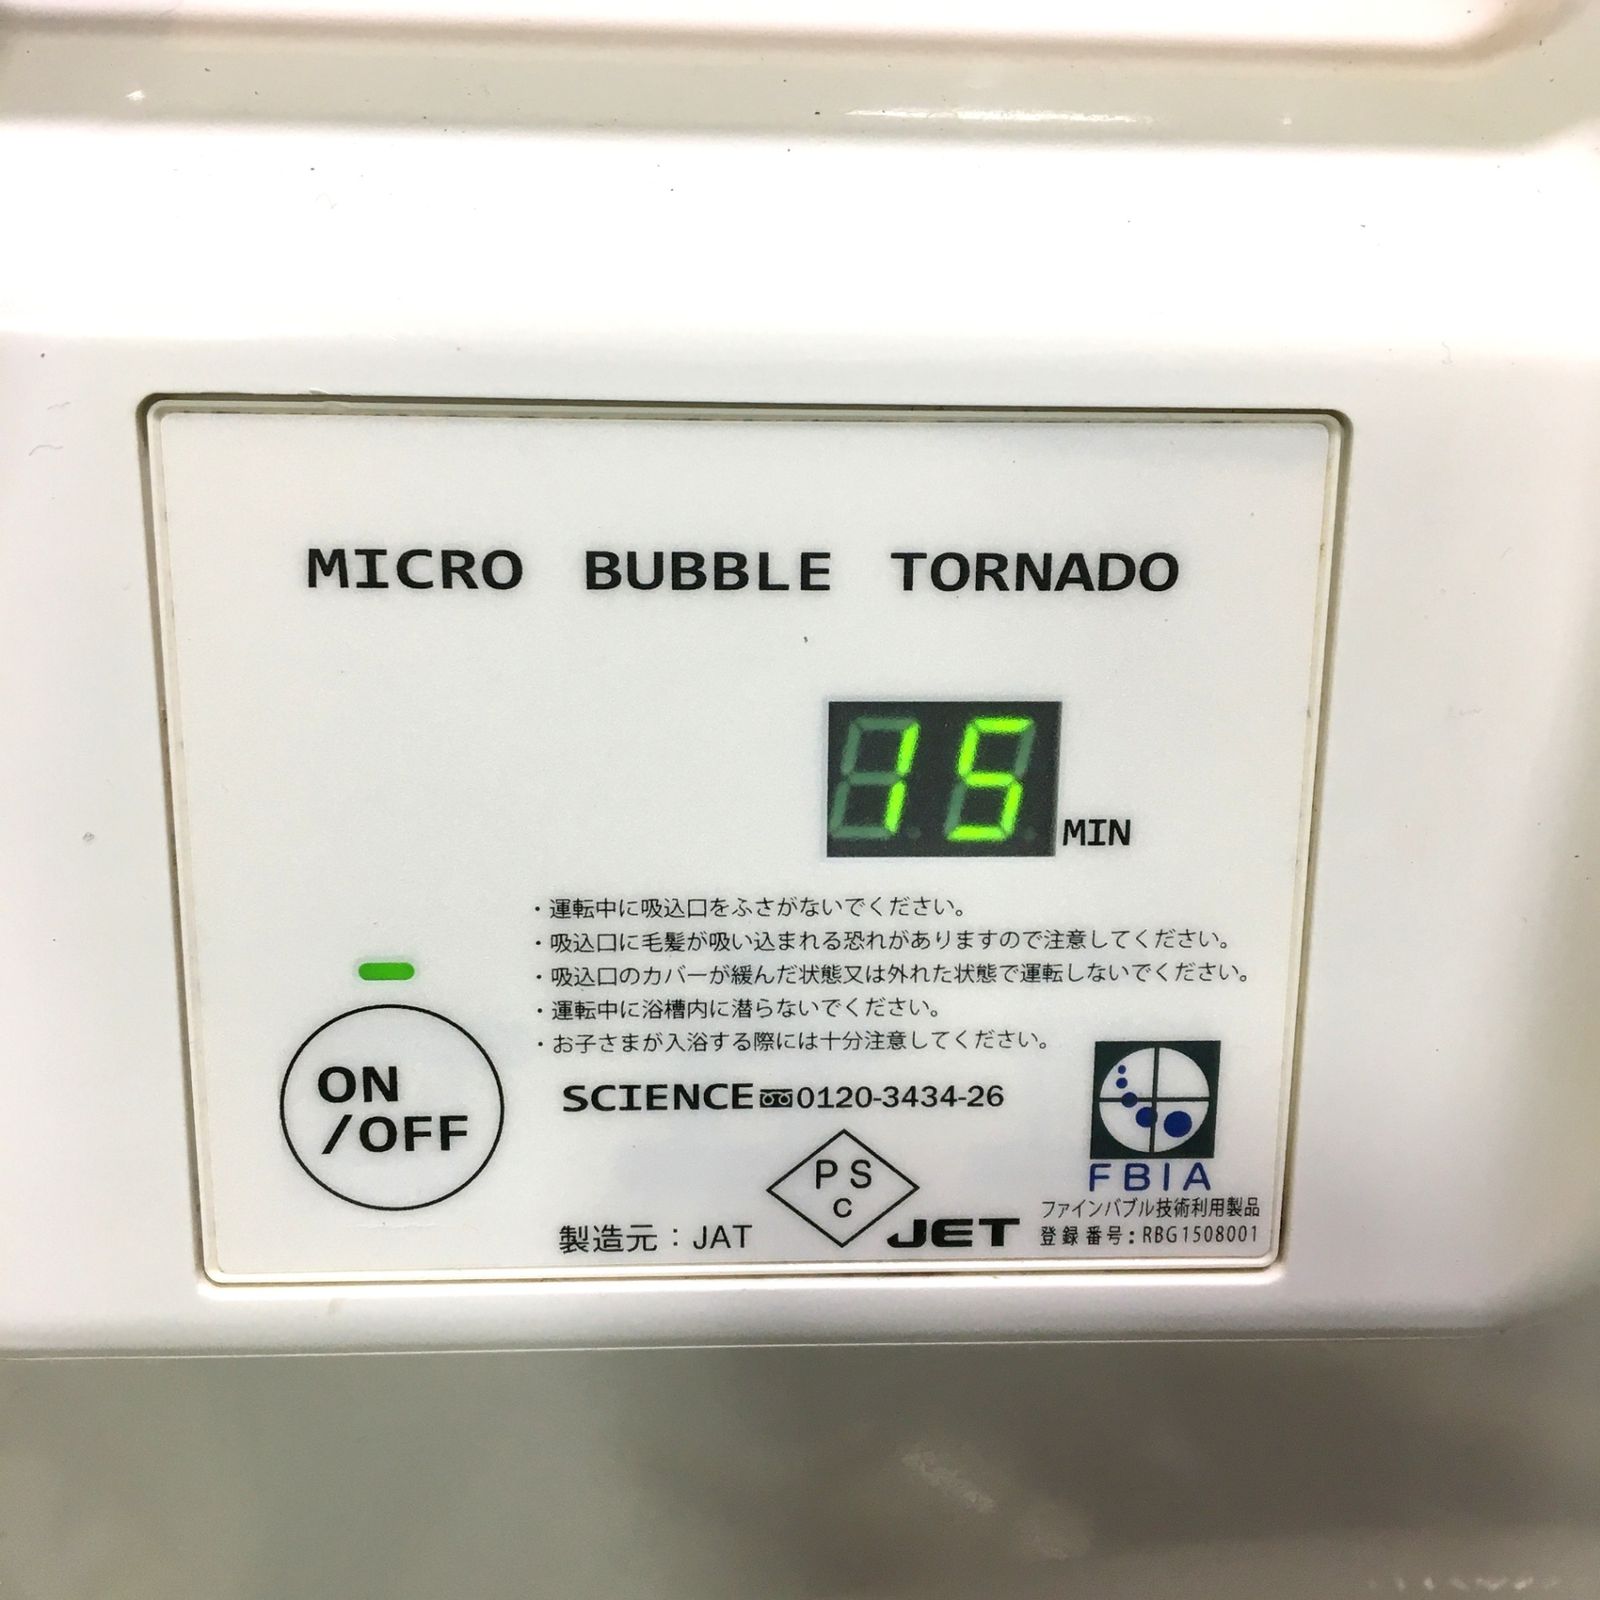 MICRO BUBBLE TORNADO
15 MIN
・運転中に吸込口をふさがないでください。
・吸込口に毛髪が吸い込まれる恐れがありますので注意してください。
・吸込口のカバーが緩んだ状態又は外れた状態で運転しないでください。
・運転中に浴槽内に潜らないでください。
・お子さまが入浴する際には十分注意してください。
ON
/OFF
SCIENCE 0120-3434-26
PS
C
製造元：JAT
JET
FBIA
ファインバブル技術利用製品
登録番号：RBG1508001